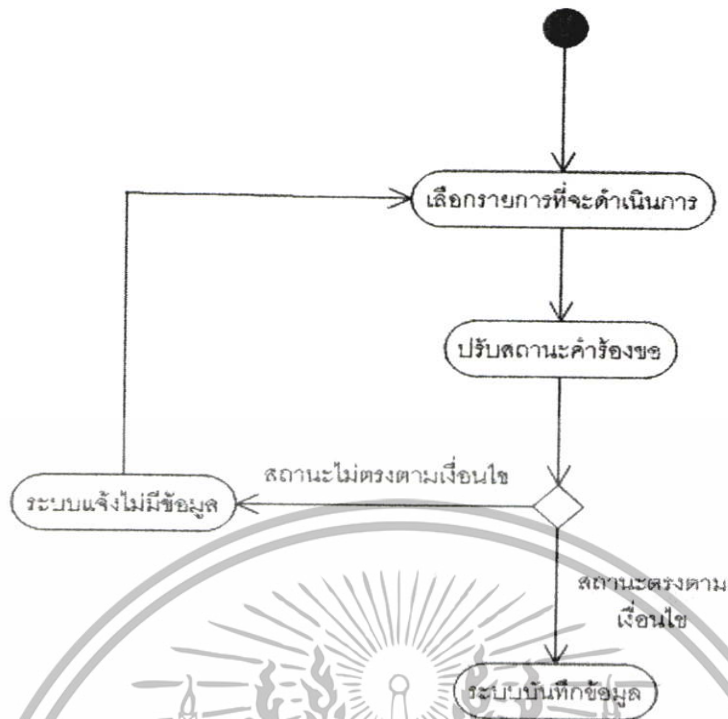 เลือกรายการที่จะดำเนินการ
ปรับสถานะคำร้องขอ
สถานะไม่ตรงตามเงื่อนไข
ระบบแจ้งไม่มีข้อมูล
สถานะตรงตาม
เงื่อนไข
ระบบบันทึกข้อมูล